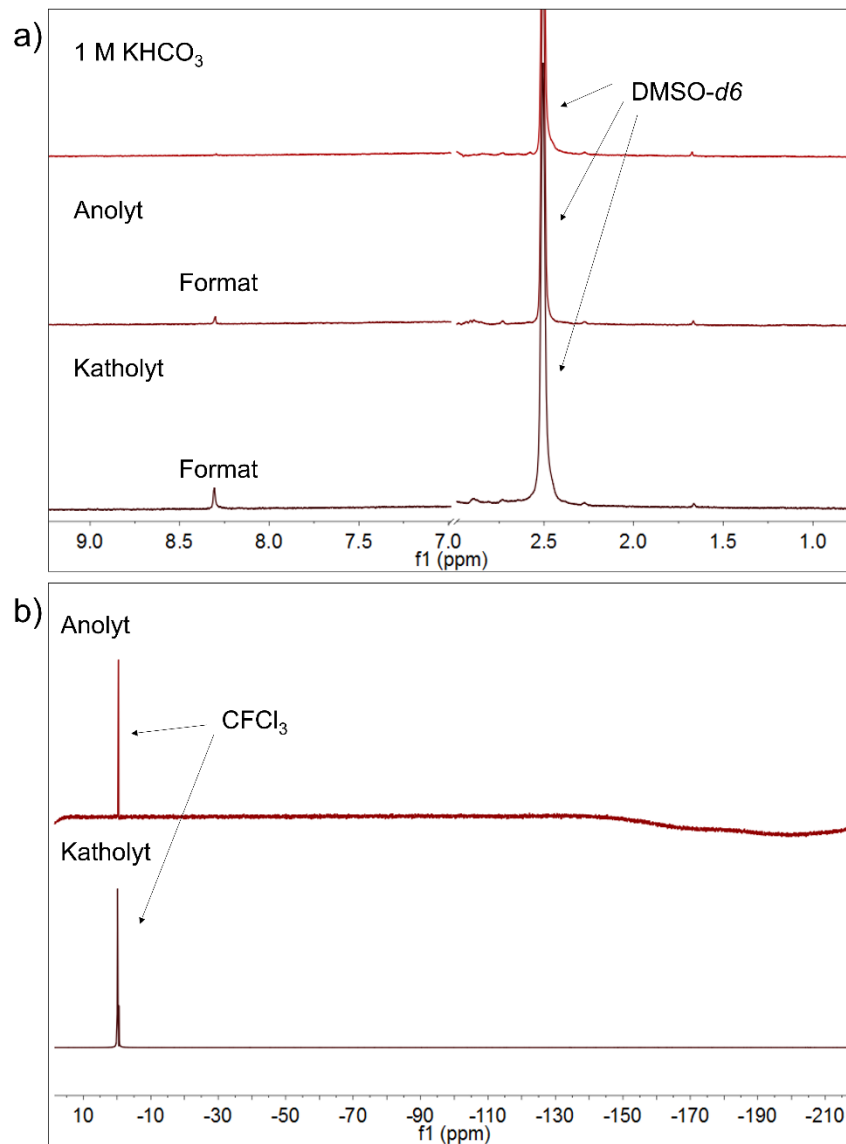 a)
1 M KHCO₃
DMSO-d6
Anolyt
Format
Katholyt
Format
9.0 8.5 8.0 7.5 7.0 2.5 2.0 1.5 1.0
f1 (ppm)
b)
Anolyt
CFCl₃
Katholyt
10 -10 -30 -50 -70 -90 -110 -130 -150 -170 -190 -210
f1 (ppm)